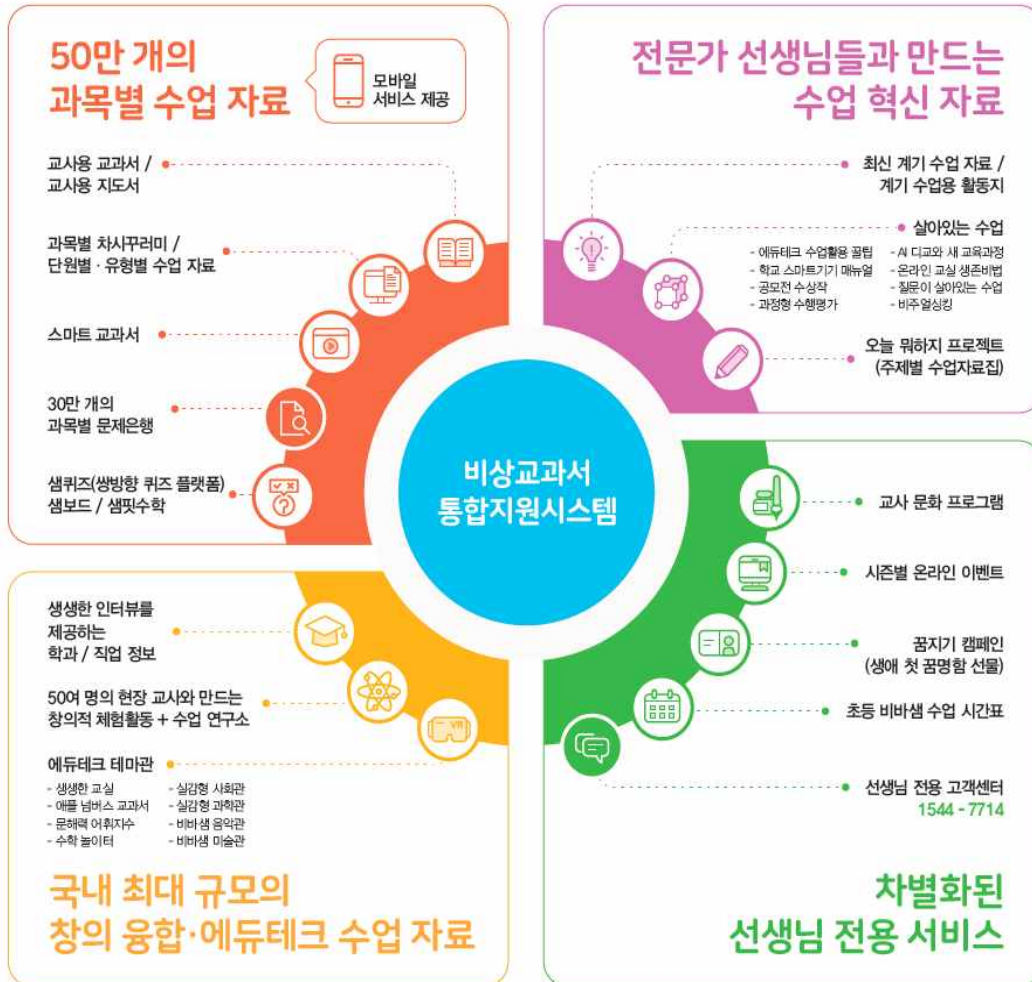 50만 개의
과목별 수업 자료
모바일
서비스 제공
교사용 교과서 /
교사용 지도서
과목별 차시꾸러미 /
단원별 · 유형별 수업 자료
스마트 교과서
30만 개의
과목별 문제은행
샘퀴즈(쌍방향 퀴즈 플랫폼)
샘보드 / 샘핏수학
전문가 선생님들과 만드는
수업 혁신 자료
최신 계기 수업 자료 /
계기 수업용 활동지
살아있는 수업
- 에듀테크 수업활용 꿀팁
- 학교 스마트기기 매뉴얼
- 공모전 수상작
- 과정형 수행평가
- AI 디교와 새 교육과정
- 온라인 교실 생존비법
- 질문이 살아있는 수업
- 비주얼싱킹
오늘 뭐하지 프로젝트
(주제별 수업자료집)
비상교과서
통합지원시스템
생생한 인터뷰를
제공하는
학과 / 직업 정보
50여 명의 현장 교사와 만드는
창의적 체험활동 + 수업 연구소
에듀테크 테마관
- 생생한 교실
- 애플 넘버스 교과서
- 문해력 어휘지수
- 수학 놀이터
- 실감형 사회관
- 실감형 과학관
- 비바샘 음악관
- 비바샘 미술관
VR
국내 최대 규모의
창의 융합·에듀테크 수업 자료
교사 문화 프로그램
시즌별 온라인 이벤트
꿈지기 캠페인
(생애 첫 꿈명함 선물)
초등 비바샘 수업 시간표
선생님 전용 고객센터
1544 - 7714
차별화된
선생님 전용 서비스